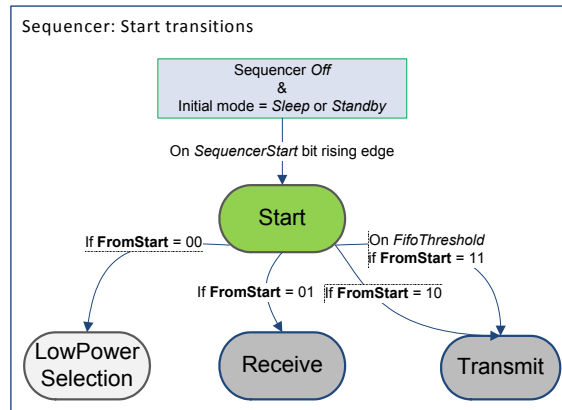 Sequencer: Start transitions
Sequencer Off
&
Initial mode = Sleep or Standby
On SequencerStart bit rising edge
Start
If FromStart = 00
On FifoThreshold
if FromStart = 11
If FromStart = 01
If FromStart = 10
LowPower
Selection
Receive
Transmit